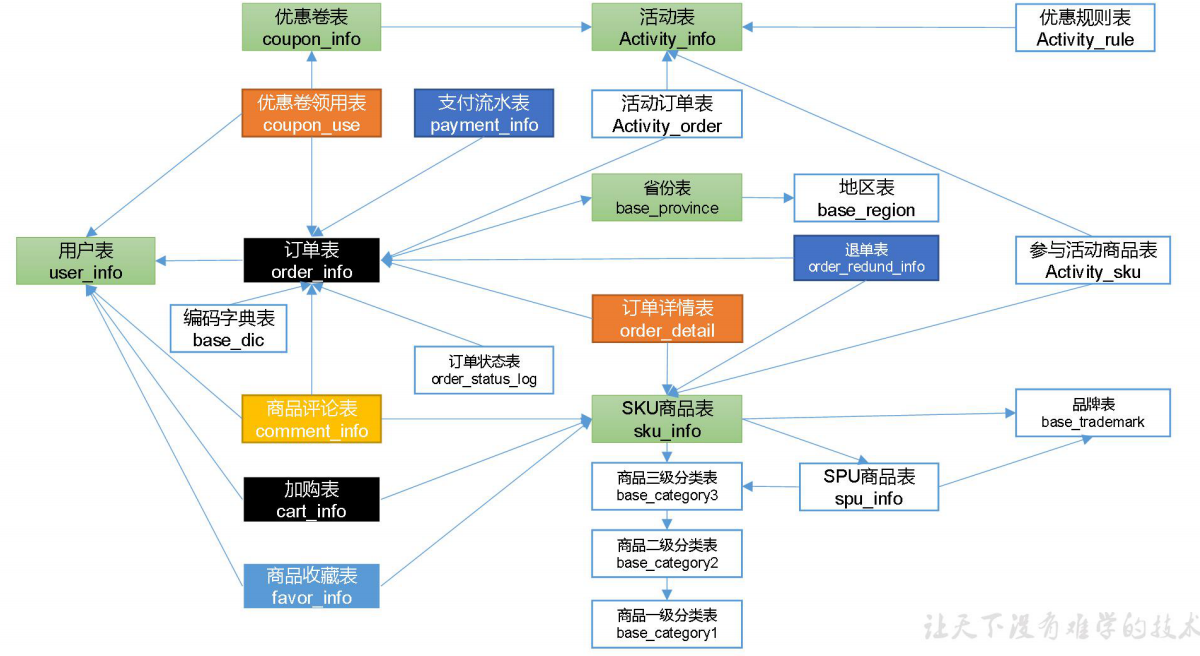 优惠卷表
coupon_info
活动表
Activity_info
优惠规则表
Activity_rule
优惠卷领用表
coupon_use
支付流水表
payment_info
活动订单表
Activity_order
省份表
base_province
地区表
base_region
用户表
user_info
订单表
order_info
退单表
order_redund_info
参与活动商品表
Activity_sku
编码字典表
base_dic
订单详情表
order_detail
订单状态表
order_status_log
商品评论表
comment_info
SKU商品表
sku_info
品牌表
base_trademark
加购表
cart_info
商品三级分类表
base_category3
SPU商品表
spu_info
商品二级分类表
base_category2
商品收藏表
favor_info
商品一级分类表
base_category1
让天下没有难学的技术